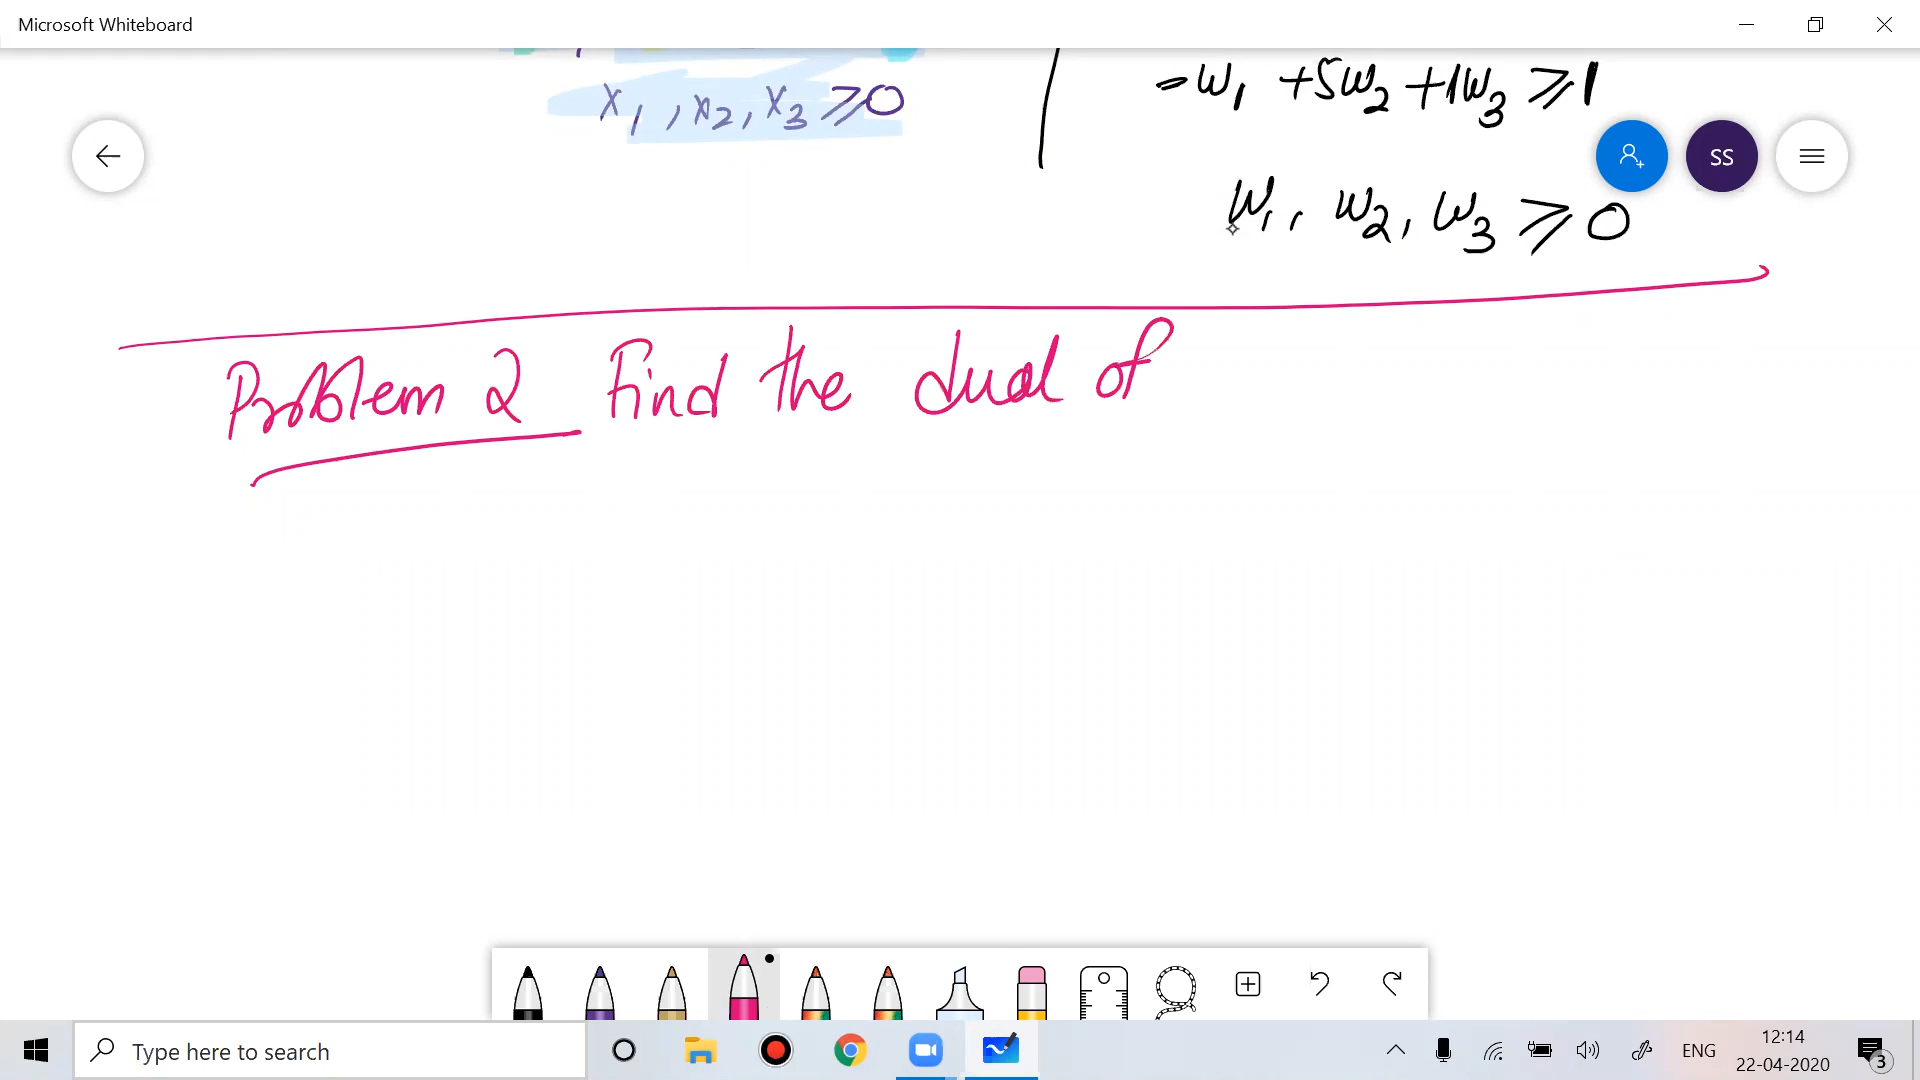 Microsoft Whiteboard
x1, x2, x3 ⩾0
-w1 +5w2 +1w3 ⩾1
SS
w1, w2, w3 ⩾ 0
Problem 2 Find the dual of
Type here to search
ENG
12:14
22-04-2020
3